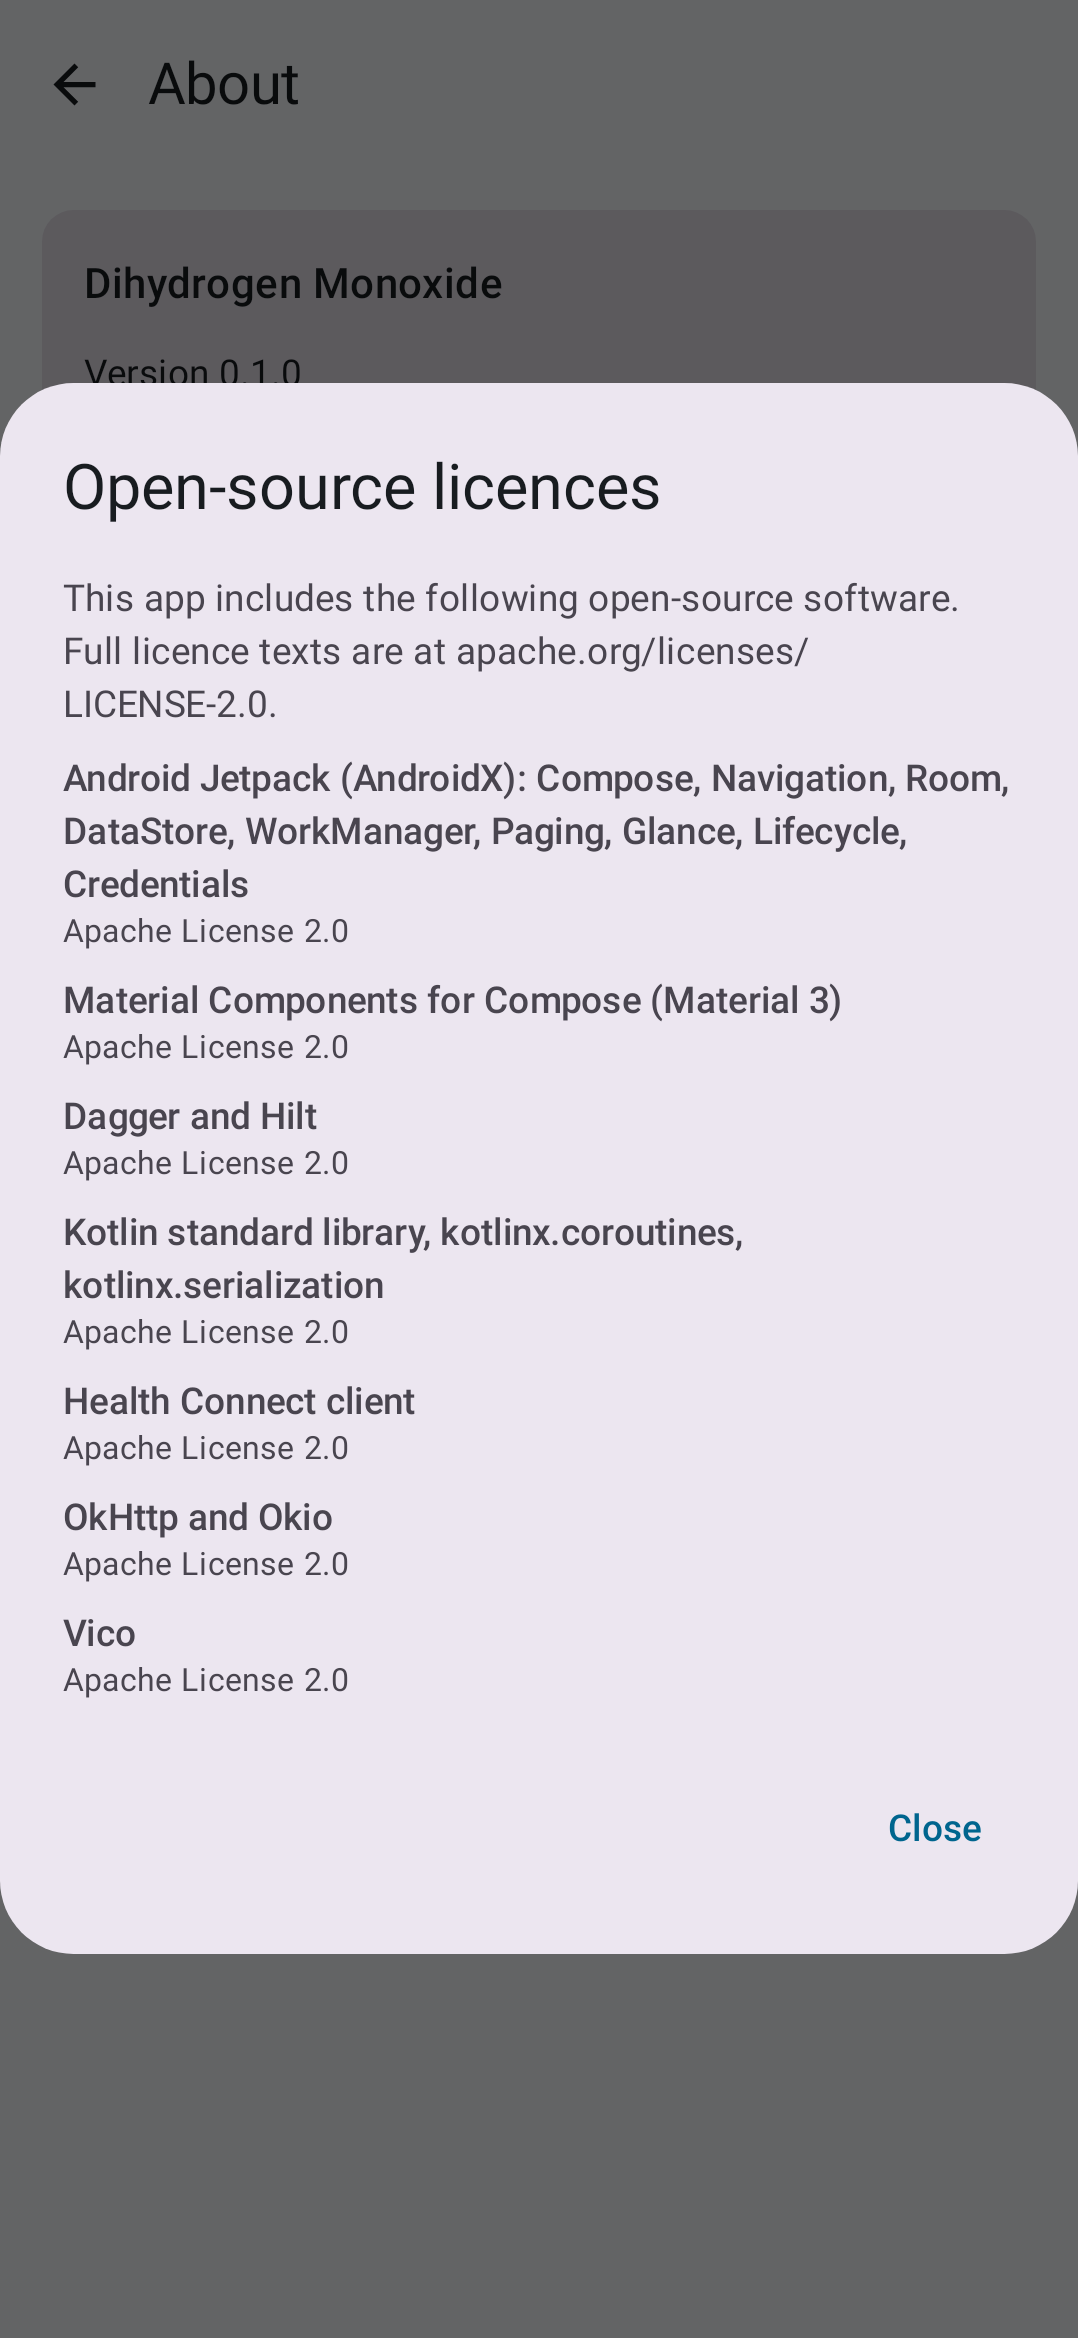 About
Dihydrogen Monoxide
Version 0.1.0
Open-source licences
This app includes the following open-source software.
Full licence texts are at apache.org/licenses/
LICENSE-2.0.
Android Jetpack (AndroidX): Compose, Navigation, Room,
DataStore, WorkManager, Paging, Glance, Lifecycle,
Credentials
Apache License 2.0
Material Components for Compose (Material 3)
Apache License 2.0
Dagger and Hilt
Apache License 2.0
Kotlin standard library, kotlinx.coroutines,
kotlinx.serialization
Apache License 2.0
Health Connect client
Apache License 2.0
OkHttp and Okio
Apache License 2.0
Vico
Apache License 2.0
Close